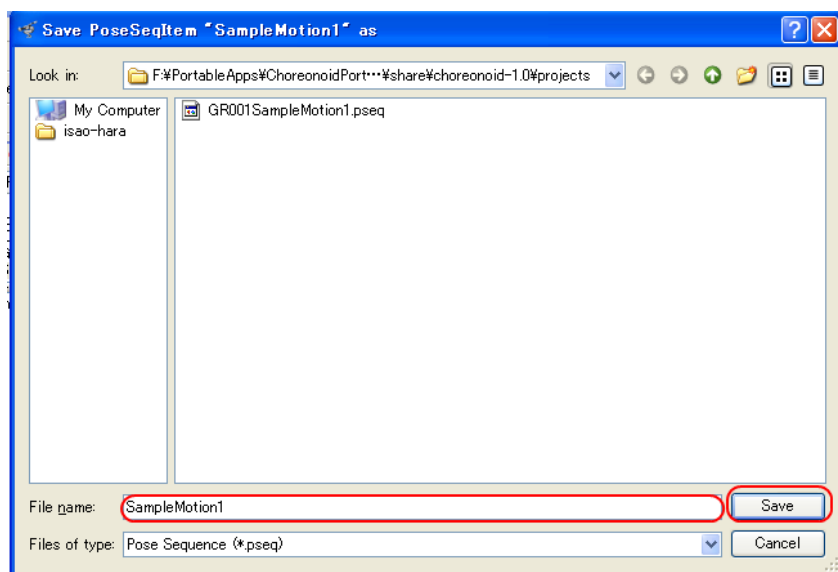 Save PoseSeqItem "SampleMotion1" as
Look in: F:¥PortableApps¥ChoreonoidPort···¥share¥choreonoid-1.0¥projects
My Computer
isao-hara
GR001SampleMotion1.pseq
File name: SampleMotion1 Save
Files of type: Pose Sequence (*.pseq) Cancel